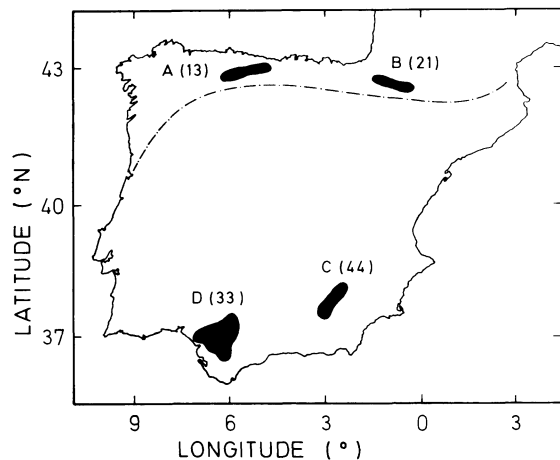 43
A (13)
B (21)
40
LATITUDE (°N)
C (44)
D (33)
37
9 6 3 0 3
LONGITUDE (°)